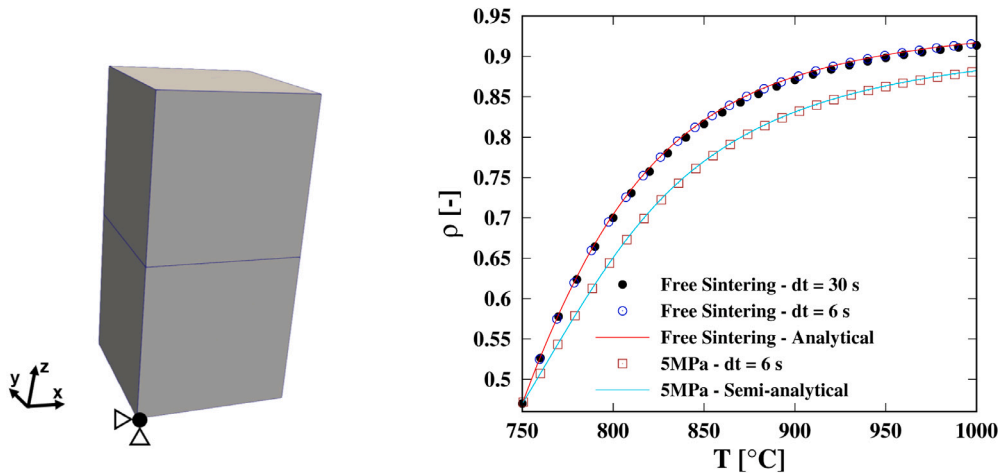 y
z
x
0.95
0.9
0.85
0.8
0.75
0.7
0.65
0.6
0.55
0.5
ρ [-]
Free Sintering - dt = 30 s
Free Sintering - dt = 6 s
Free Sintering - Analytical
5MPa - dt = 6 s
5MPa - Semi-analytical
750 800 850 900 950 1000
T [°C]